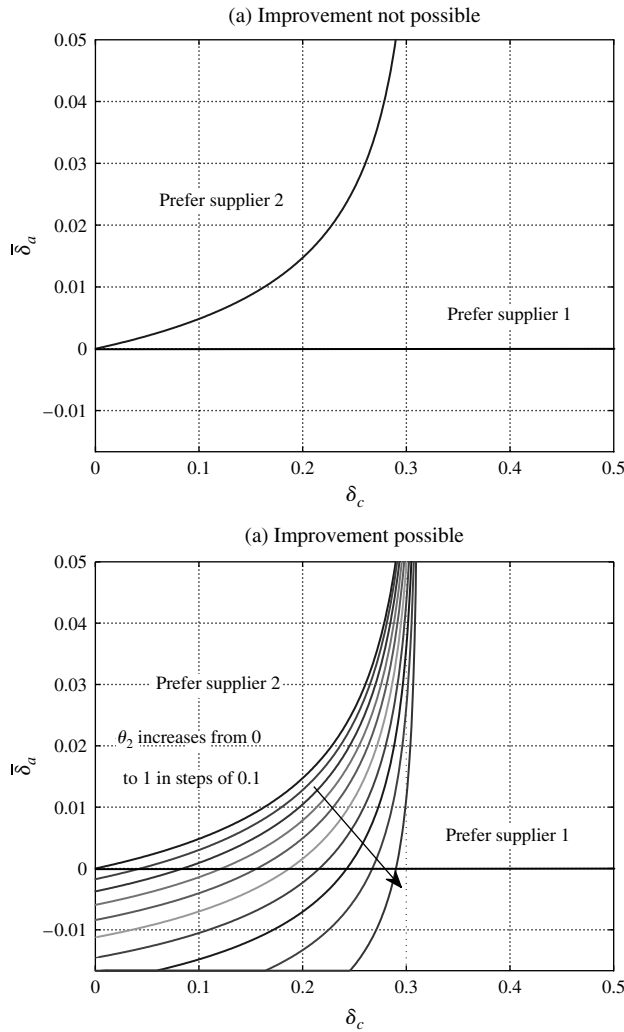 (a) Improvement not possible
0.05
0.04
0.03
0.02
0.01
0
−0.01
δ̄a
Prefer supplier 2
Prefer supplier 1
0 0.1 0.2 0.3 0.4 0.5
δc
(a) Improvement possible
0.05
0.04
0.03
0.02
0.01
0
−0.01
δ̄a
Prefer supplier 2
θ2 increases from 0
to 1 in steps of 0.1
Prefer supplier 1
0 0.1 0.2 0.3 0.4 0.5
δc